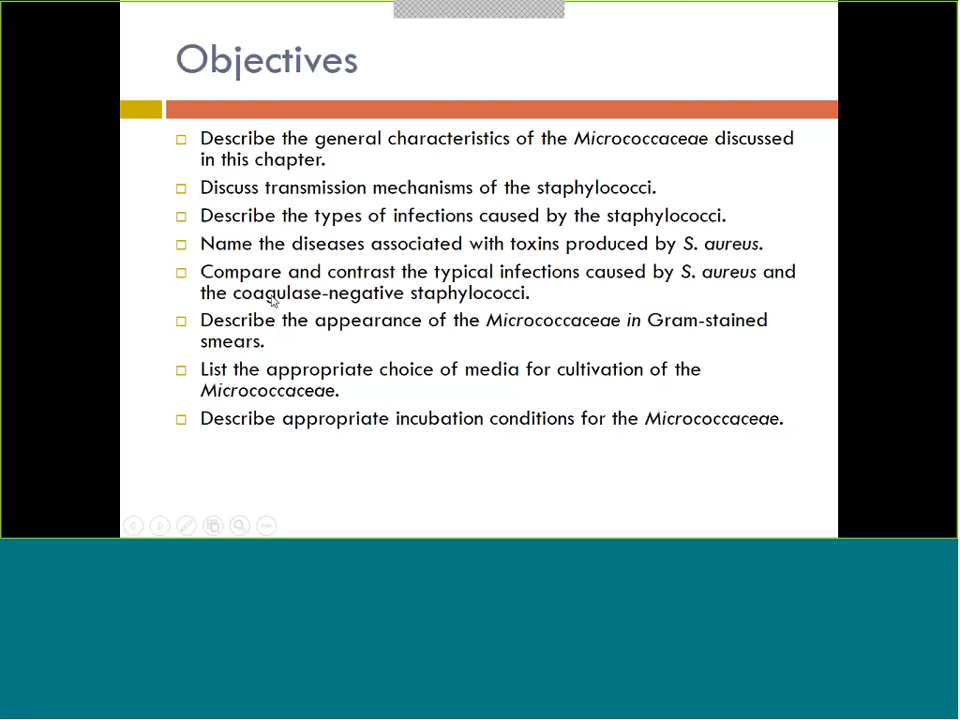 Objectives
Describe the general characteristics of the Micrococcaceae discussed
in this chapter.
Discuss transmission mechanisms of the staphylococci.
Describe the types of infections caused by the staphylococci.
Name the diseases associated with toxins produced by S. aureus.
Compare and contrast the typical infections caused by S. aureus and
the coagulase-negative staphylococci.
Describe the appearance of the Micrococcaceae in Gram-stained
smears.
List the appropriate choice of media for cultivation of the
Micrococcaceae.
Describe appropriate incubation conditions for the Micrococcaceae.